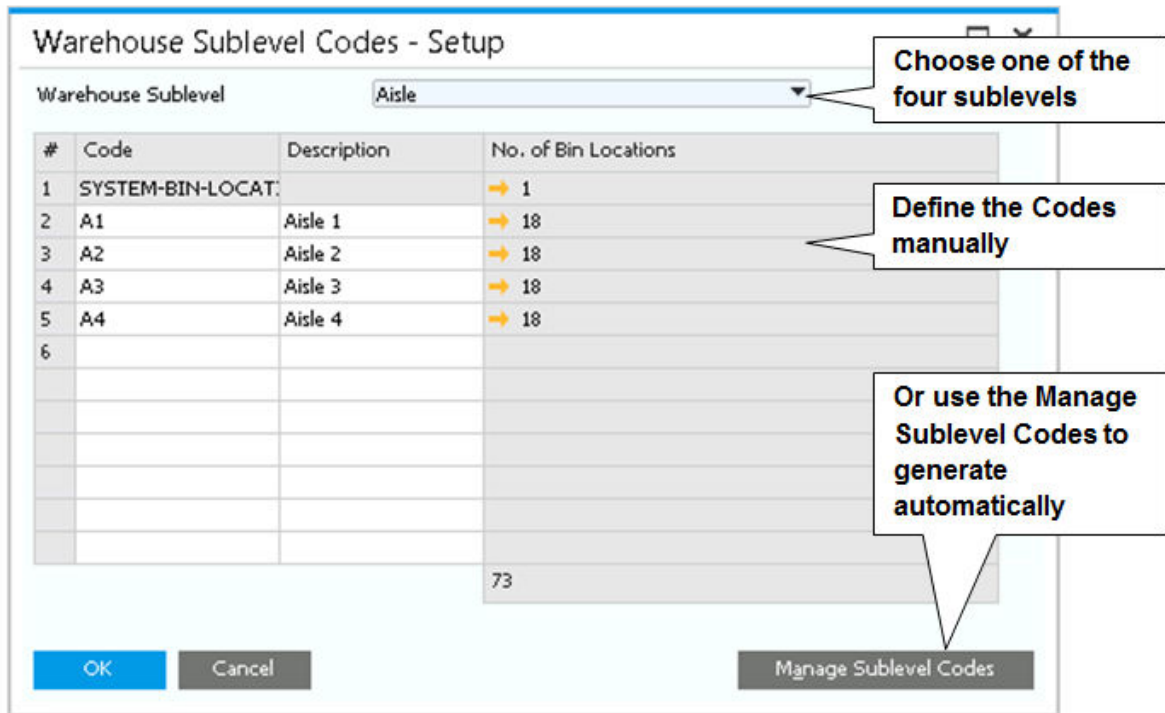 Warehouse Sublevel Codes - Setup
Choose one of the
four sublevels
Warehouse Sublevel Aisle
# Code Description No. of Bin Locations
1 SYSTEM-BIN-LOCATI 1
2 A1 Aisle 1 18
3 A2 Aisle 2 18
4 A3 Aisle 3 18
5 A4 Aisle 4 18
6
Define the Codes
manually
Or use the Manage
Sublevel Codes to
generate
automatically
73
OK Cancel Manage Sublevel Codes